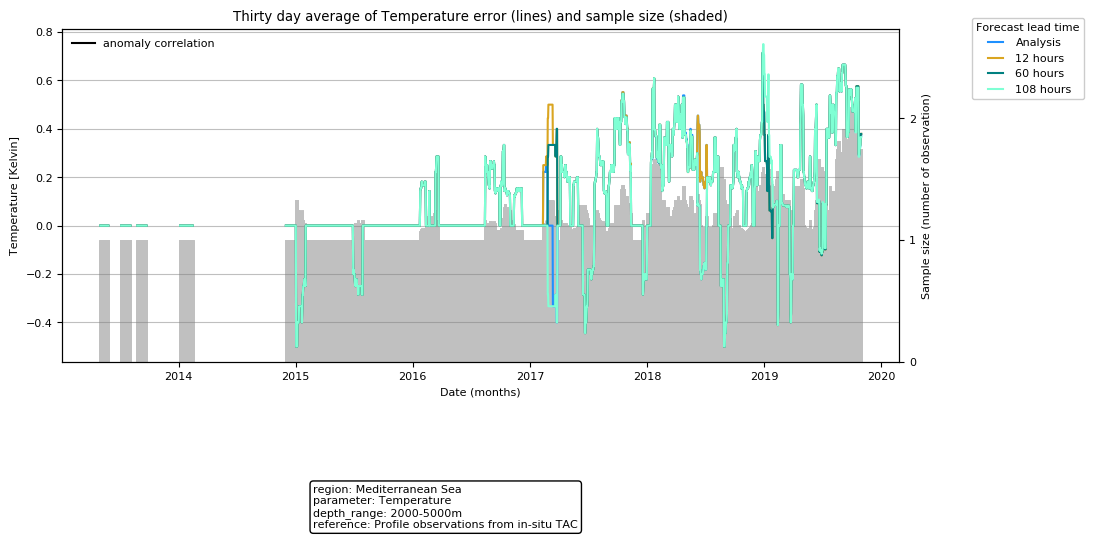 Thirty day average of Temperature error (lines) and sample size (shaded)
Forecast lead time
Analysis
12 hours
60 hours
108 hours
anomaly correlation
Temperature [Kelvin]
0.8
0.6
0.4
0.2
0.0
−0.2
−0.4
Sample size (number of observation)
2
1
0
2014 2015 2016 2017 2018 2019 2020
Date (months)
region: Mediterranean Sea
parameter: Temperature
depth_range: 2000-5000m
reference: Profile observations from in-situ TAC